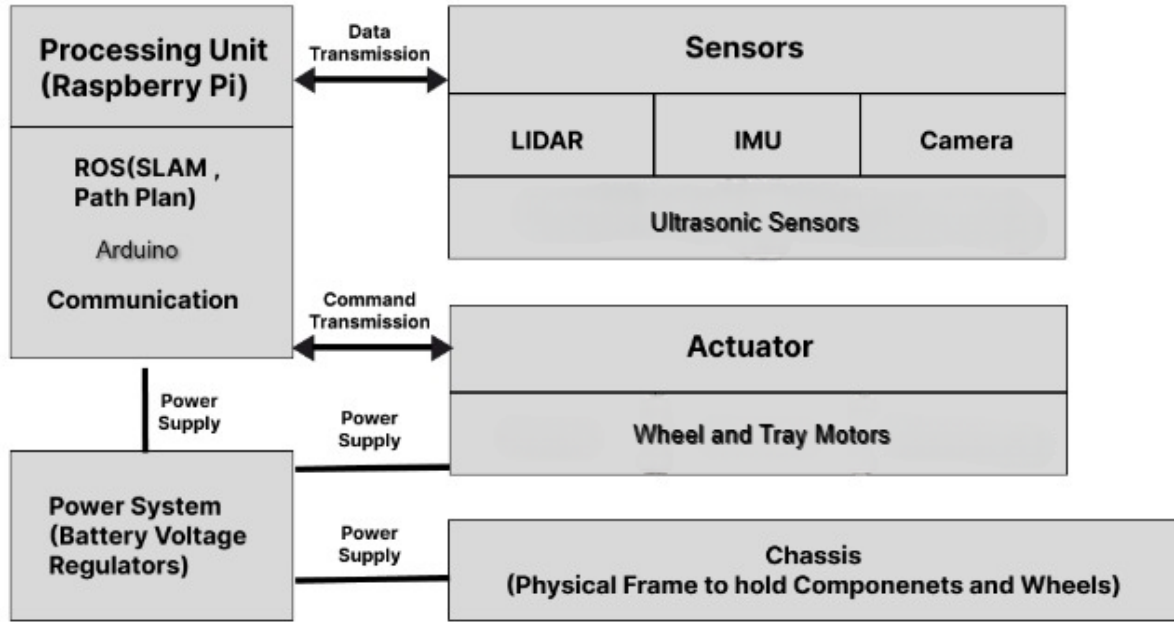 Processing Unit
(Raspberry Pi)
ROS(SLAM ,
Path Plan)
Arduino
Communication
Data
Transmission
Sensors
LIDAR
IMU
Camera
Ultrasonic Sensors
Command
Transmission
Actuator
Wheel and Tray Motors
Power
Supply
Power
Supply
Power System
(Battery Voltage
Regulators)
Power
Supply
Chassis
(Physical Frame to hold Componenets and Wheels)